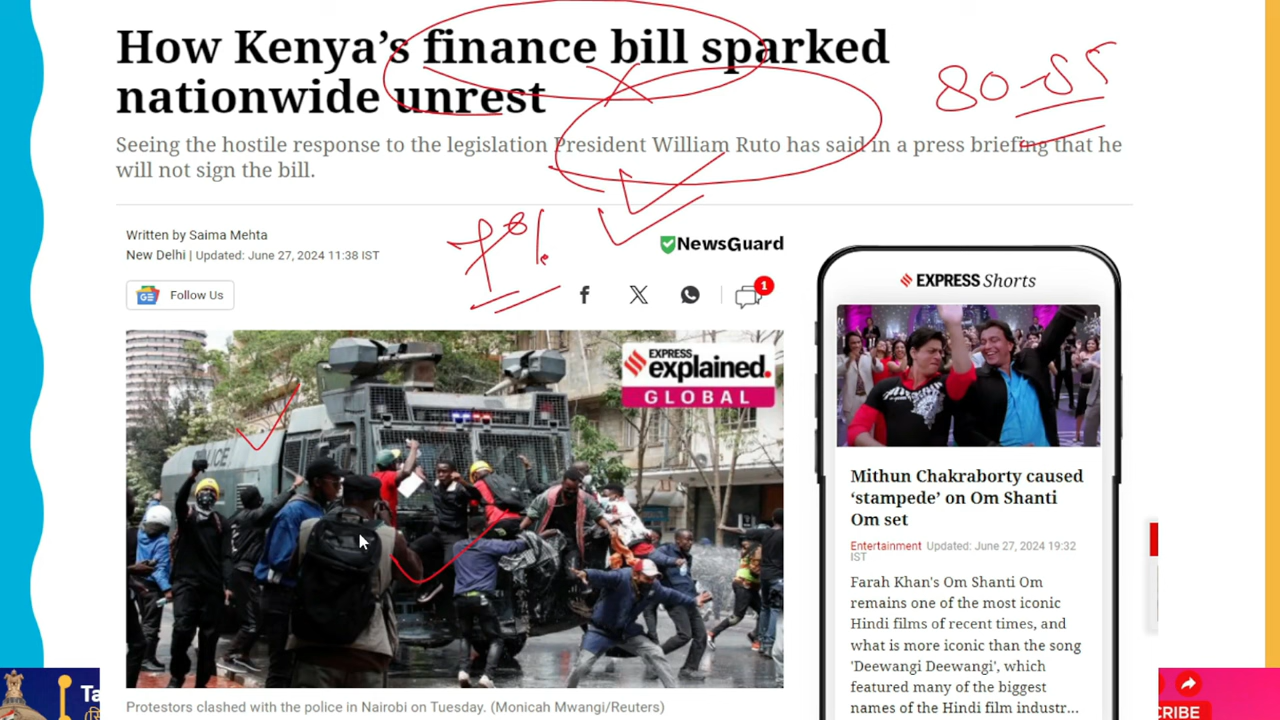 How Kenya's finance bill sparked
nationwide unrest
80-85
Seeing the hostile response to the legislation President William Ruto has said in a press briefing that he
will not sign the bill.
Written by Saima Mehta
New Delhi | Updated: June 27, 2024 11:38 IST
NewsGuard
GE
Follow Us
1
EXPRESS
explained.
GLOBAL
POLICE
Protestors clashed with the police in Nairobi on Tuesday. (Monicah Mwangi/Reuters)
EXPRESS Shorts
Mithun Chakraborty caused
‘stampede’ on Om Shanti
Om set
Entertainment Updated: June 27, 2024 19:32
IST
Farah Khan's Om Shanti Om
remains one of the most iconic
Hindi films of recent times, and
what is more iconic than the song
'Deewangi Deewangi', which
featured many of the biggest
names of the Hindi film industr...
Ta
CRIBE